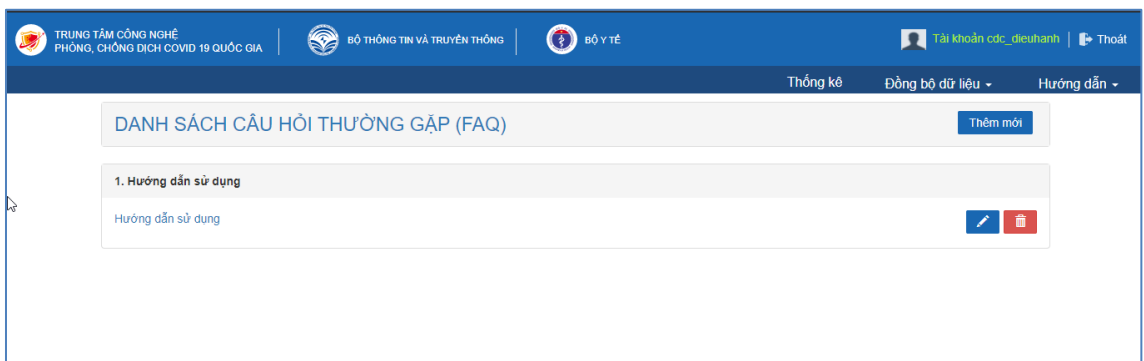 TRUNG TÂM CÔNG NGHỆ
PHÒNG, CHỐNG DỊCH COVID 19 QUỐC GIA
BỘ THÔNG TIN VÀ TRUYỀN THÔNG
BỘ Y TẾ
Tài khoản cdc_dieuhanh | Thoát
Thống kê Đồng bộ dữ liệu Hướng dẫn
DANH SÁCH CÂU HỎI THƯỜNG GẶP (FAQ) Thêm mới
1. Hướng dẫn sử dụng
Hướng dẫn sử dụng